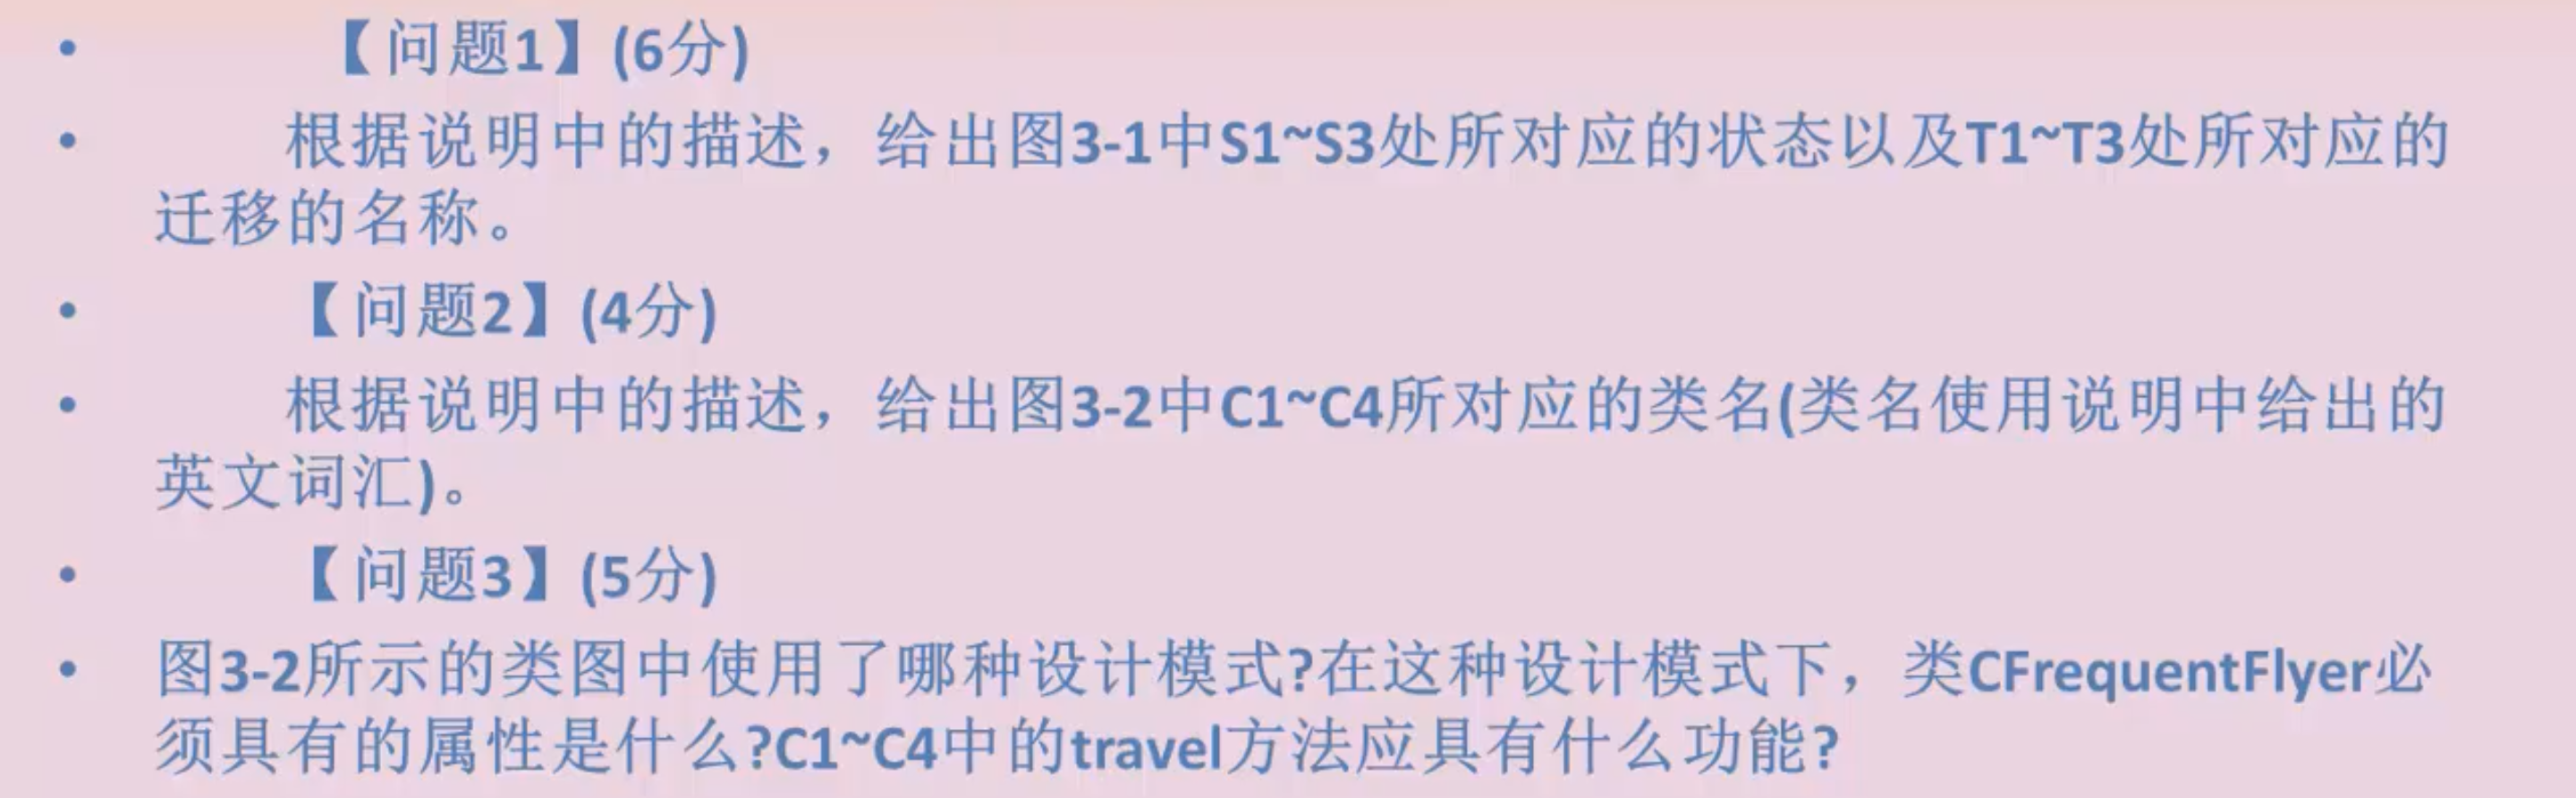 • 【问题1】(6分)
• 根据说明中的描述，给出图3-1中S1~S3处所对应的状态以及T1~T3处所对应的
迁移的名称。
• 【问题2】(4分)
• 根据说明中的描述，给出图3-2中C1~C4所对应的类名(类名使用说明中给出的
英文词汇)。
• 【问题3】(5分)
• 图3-2所示的类图中使用了哪种设计模式?在这种设计模式下，类CFrequentFlyer必
须具有的属性是什么?C1~C4中的travel方法应具有什么功能?